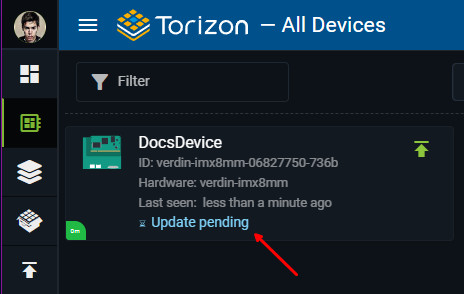 Torizon — All Devices
Filter
DocsDevice
ID: verdin-imx8mm-06827750-736b
Hardware: verdin-imx8mm
Last seen: less than a minute ago
Update pending
0m